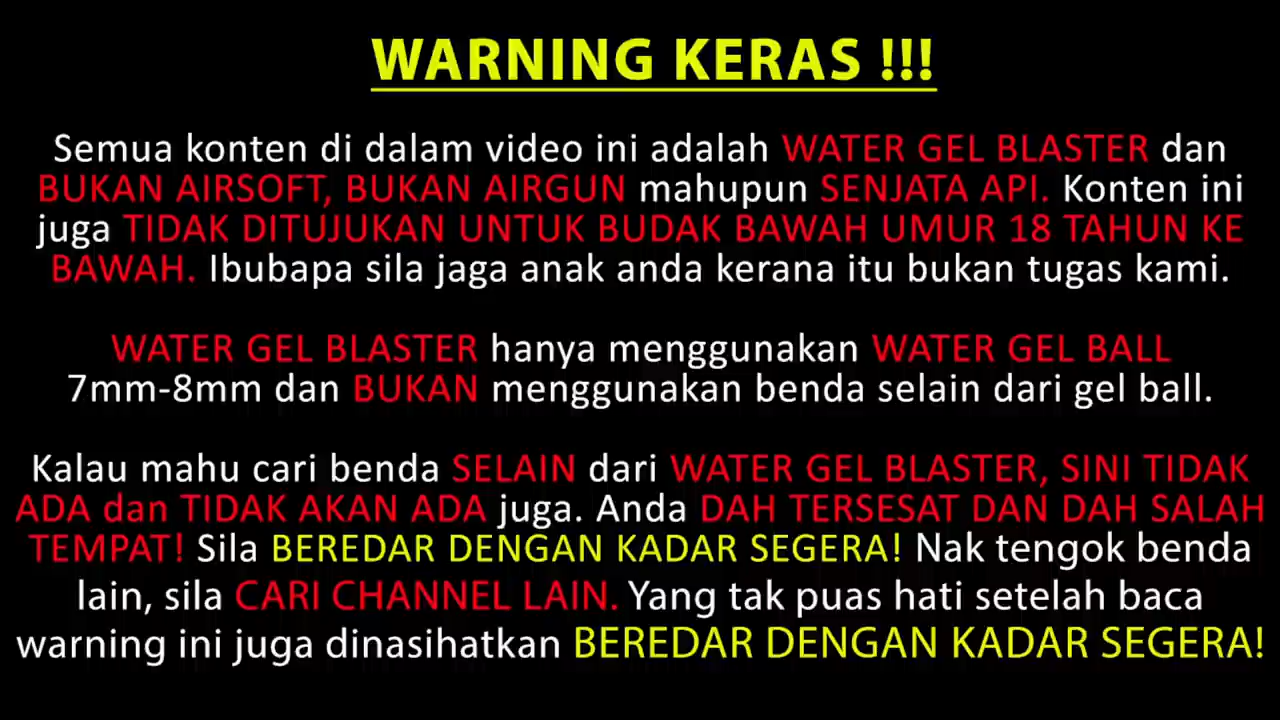 WARNING KERAS !!!
Semua konten di dalam video ini adalah WATER GEL BLASTER dan
BUKAN AIRSOFT, BUKAN AIRGUN mahupun SENJATA API. Konten ini
juga TIDAK DITUJUKAN UNTUK BUDAK BAWAH UMUR 18 TAHUN KE
BAWAH. Ibubapa sila jaga anak anda kerana itu bukan tugas kami.
WATER GEL BLASTER hanya menggunakan WATER GEL BALL
7mm-8mm dan BUKAN menggunakan benda selain dari gel ball.
Kalau mahu cari benda SELAIN dari WATER GEL BLASTER, SINI TIDAK
ADA dan TIDAK AKAN ADA juga. Anda DAH TERSESAT DAN DAH SALAH
TEMPAT! Sila BEREDAR DENGAN KADAR SEGERA! Nak tengok benda
lain, sila CARI CHANNEL LAIN. Yang tak puas hati setelah baca
warning ini juga dinasihatkan BEREDAR DENGAN KADAR SEGERA!